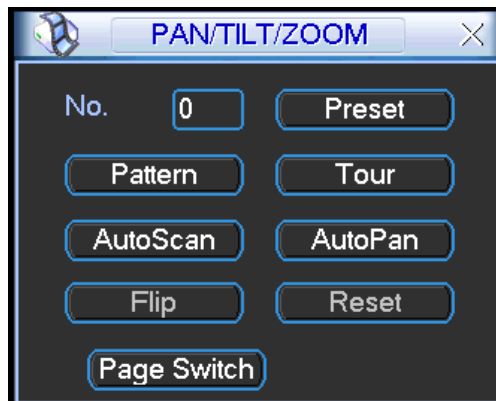 PAN/TILT/ZOOM
No. 0 Preset
Pattern Tour
AutoScan AutoPan
Flip Reset
Page Switch